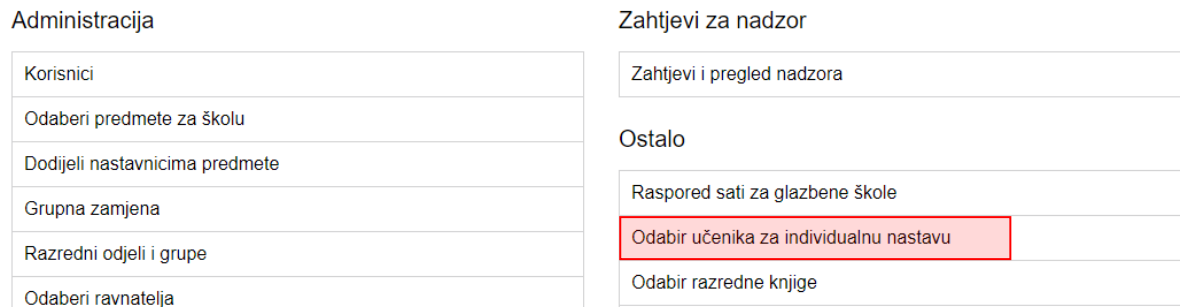 Administracija
Korisnici
Odaberi predmete za školu
Dodijeli nastavnicima predmete
Grupna zamjena
Razredni odjeli i grupe
Odaberi ravnatelja
Zahtjevi za nadzor
Zahtjevi i pregled nadzora
Ostalo
Raspored sati za glazbene škole
Odabir učenika za individualnu nastavu
Odabir razredne knjige